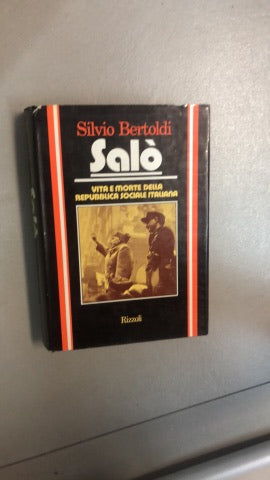 Silvio Bertoldi
Salò
VITA E MORTE DELLA
REPUBBLICA SOCIALE ITALIANA
Rizzoli